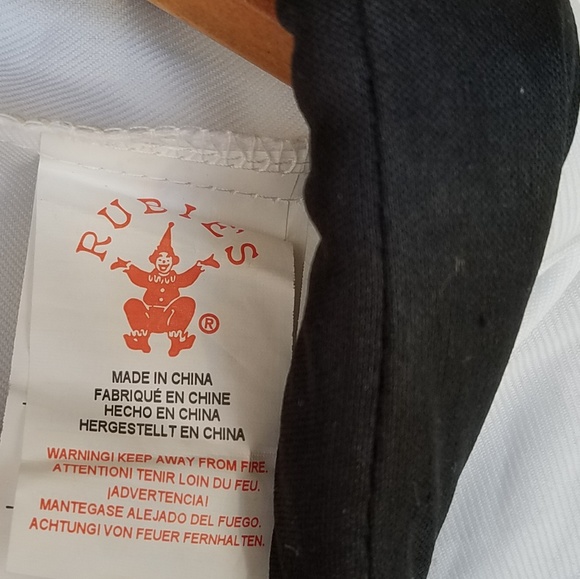 RUBIE'S
®
MADE IN CHINA
FABRIQUÉ EN CHINE
HECHO EN CHINA
HERGESTELLT EN CHINA
WARNING! KEEP AWAY FROM FIRE.
ATTENTION! TENIR LOIN DU FEU.
¡ADVERTENCIA!
MANTEGASE ALEJADO DEL FUEGO.
ACHTUNG! VON FEUER FERNHALTEN.